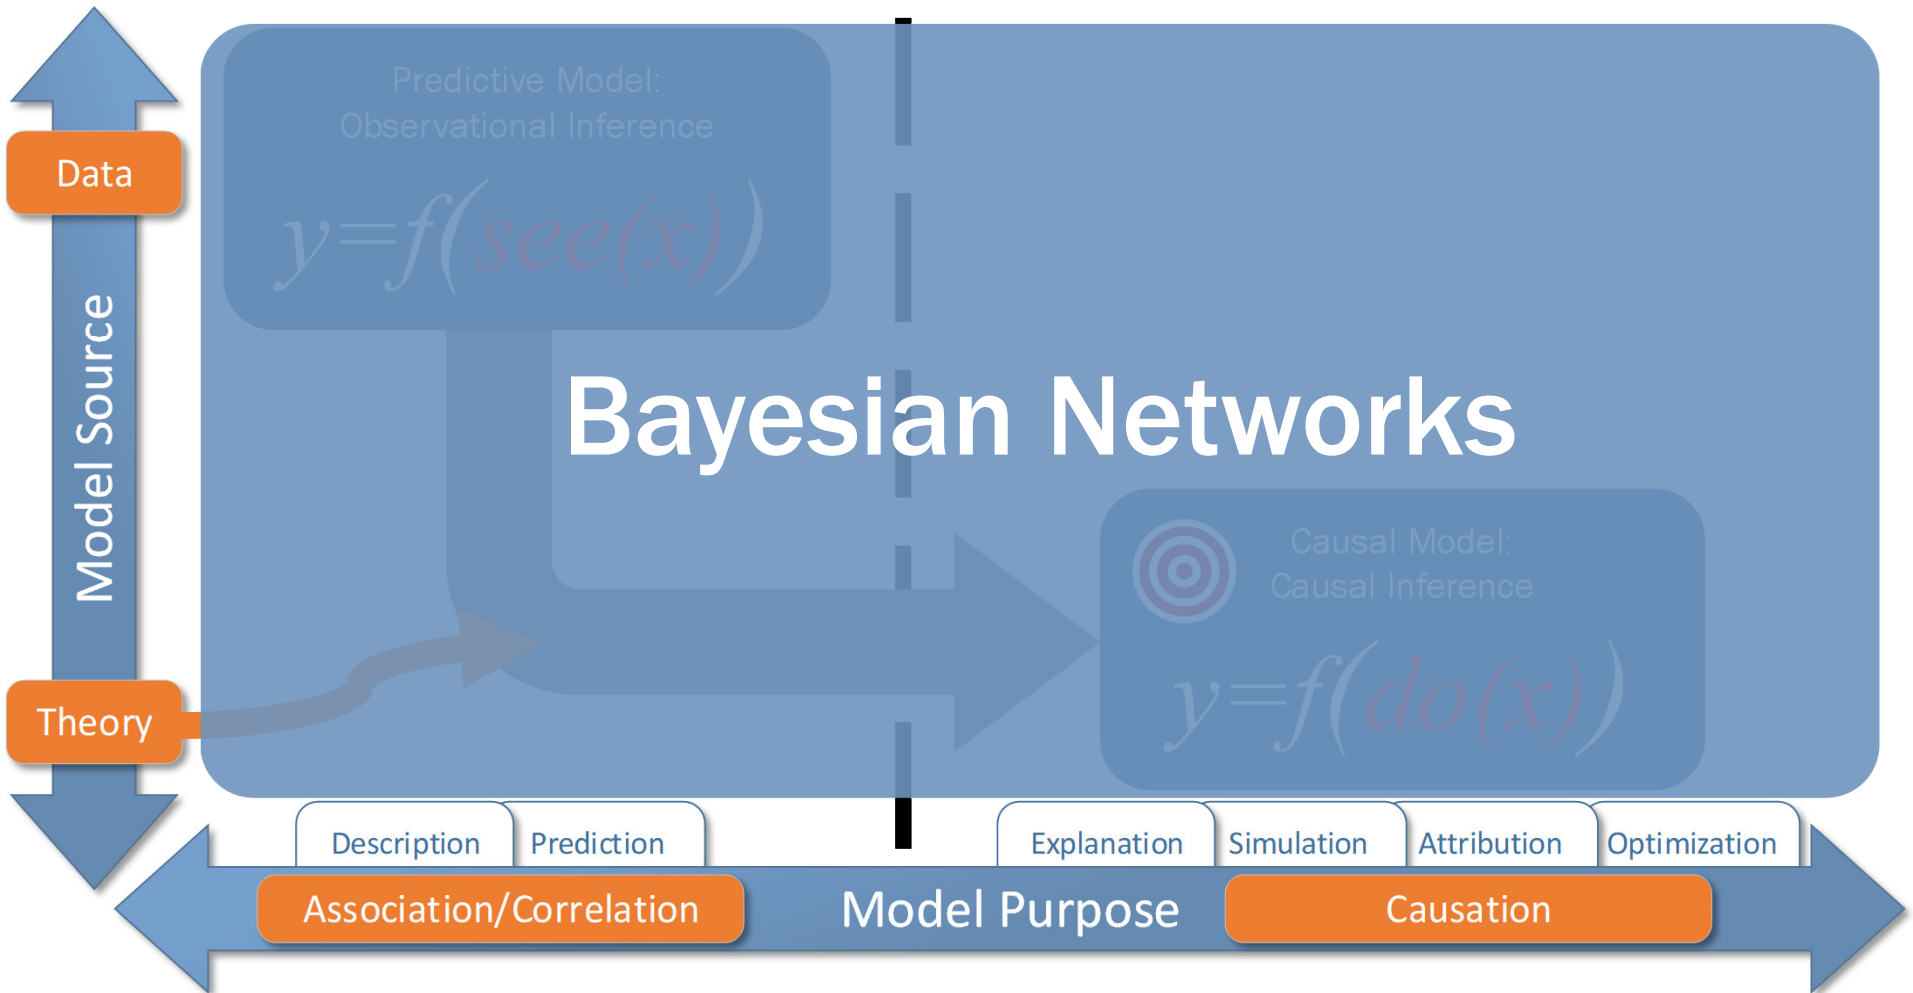 Predictive Model:
Observational Inference
y=f(see(x))
Data
Model Source
Theory
Bayesian Networks
Causal Model:
Causal Inference
y=f(do(x))
Description
Prediction
Explanation
Simulation
Attribution
Optimization
Association/Correlation
Model Purpose
Causation